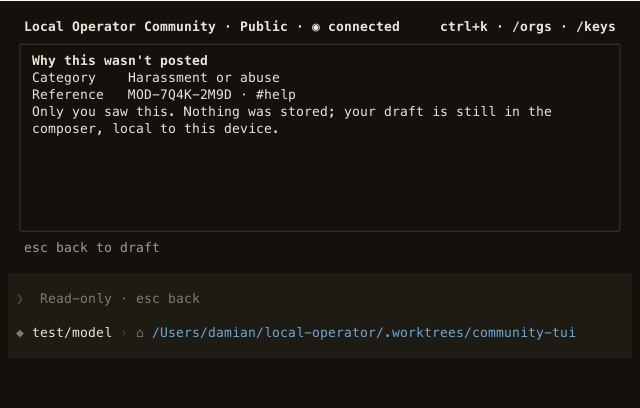 Local Operator Community · Public · ◉ connected     ctrl+k · /orgs · /keys
Why this wasn't posted
Category    Harassment or abuse
Reference   MOD-7Q4K-2M9D · #help
Only you saw this. Nothing was stored; your draft is still in the
composer, local to this device.
esc back to draft
❯  Read-only · esc back
◆ test/model › ⌂ /Users/damian/local-operator/.worktrees/community-tui